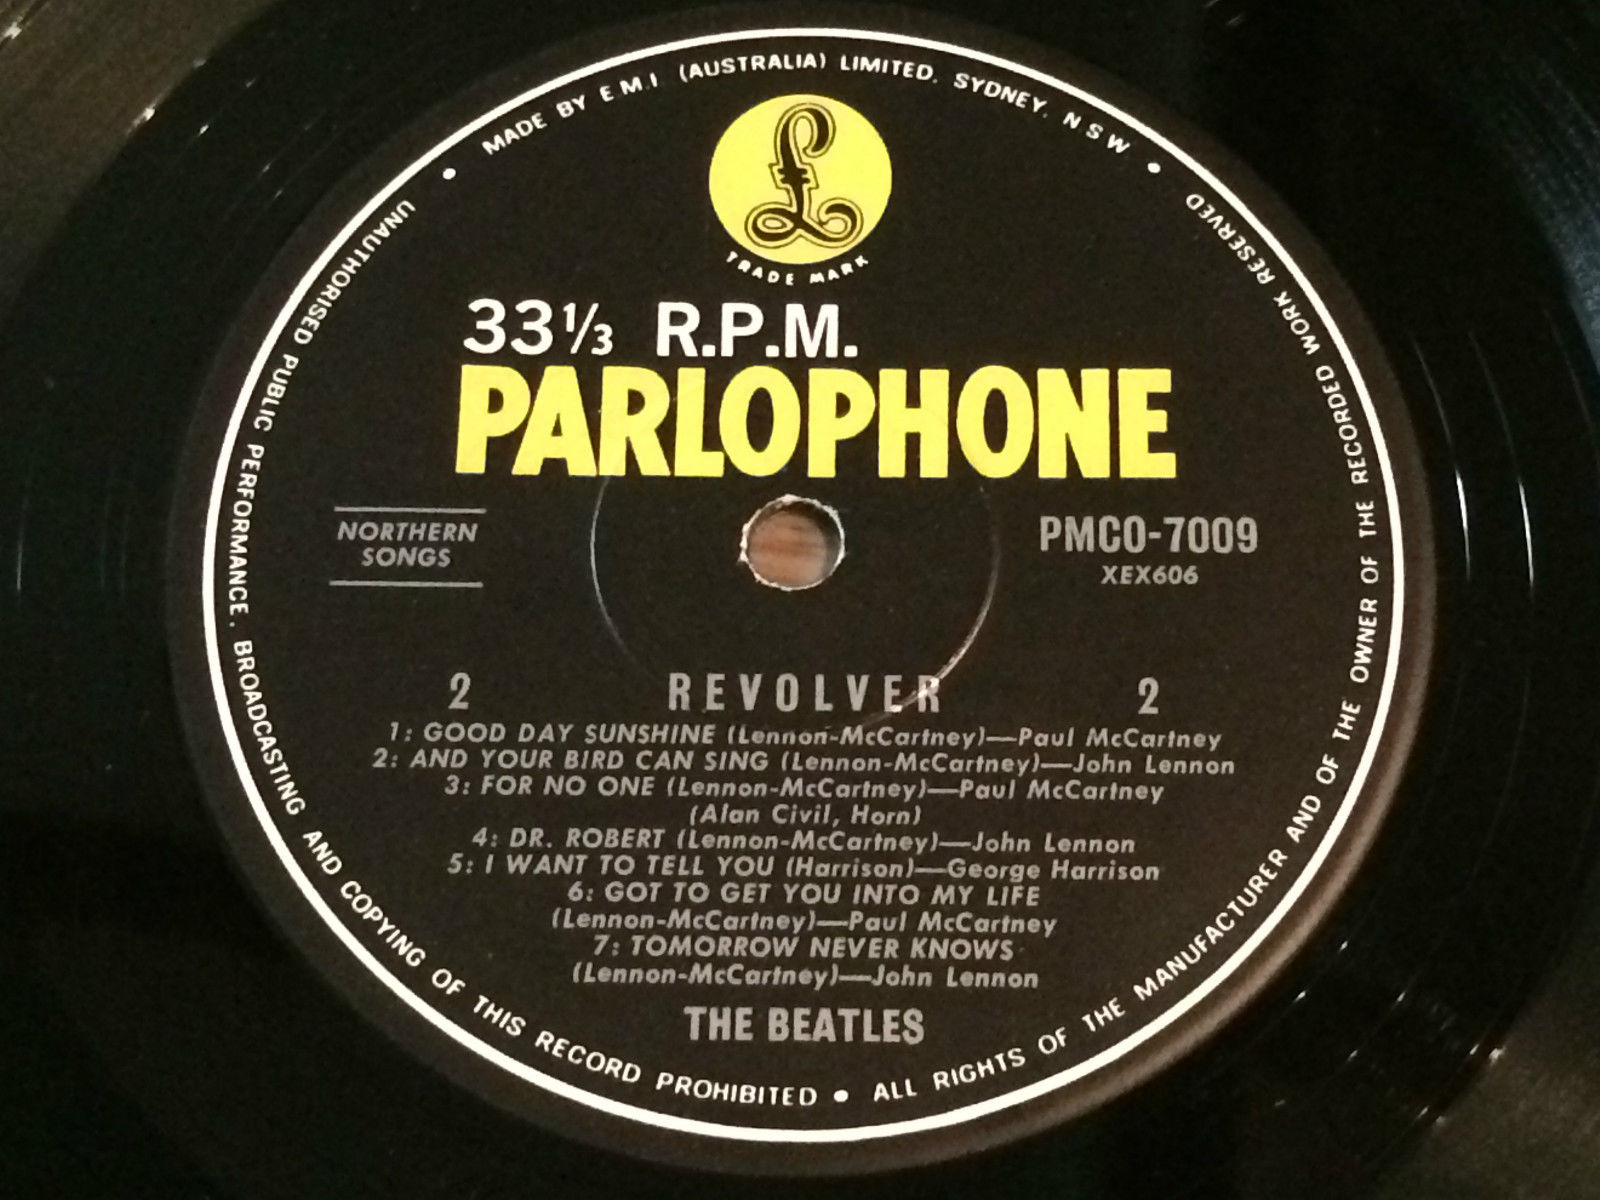 MADE BY E.M.I. (AUSTRALIA) LIMITED. SYDNEY. N S W
TRADE MARK
33⅓ R.P.M.
PARLOPHONE
NORTHERN
SONGS
PMCO-7009
XEX606
2 REVOLVER 2
1: GOOD DAY SUNSHINE (Lennon-McCartney)—Paul McCartney
2: AND YOUR BIRD CAN SING (Lennon-McCartney)—John Lennon
3: FOR NO ONE (Lennon-McCartney)—Paul McCartney
(Alan Civil, Horn)
4: DR. ROBERT (Lennon-McCartney)—John Lennon
5: I WANT TO TELL YOU (Harrison)—George Harrison
6: GOT TO GET YOU INTO MY LIFE
(Lennon-McCartney)—Paul McCartney
7: TOMORROW NEVER KNOWS
(Lennon-McCartney)—John Lennon
THE BEATLES
UNAUTHORISED PUBLIC PERFORMANCE. BROADCASTING AND COPYING OF THIS RECORD PROHIBITED • ALL RIGHTS OF THE MANUFACTURER AND OF THE OWNER OF THE RECORDED WORK RESERVED